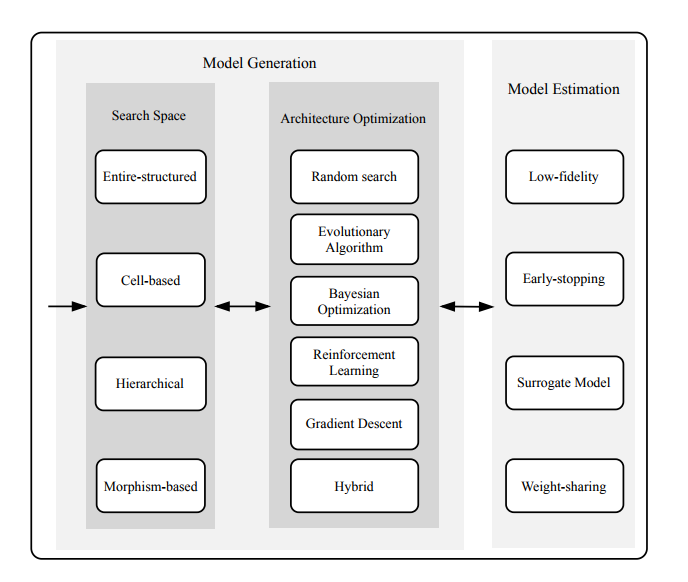 Model Generation
Search Space
Entire-structured
Cell-based
Hierarchical
Morphism-based
Architecture Optimization
Random search
Evolutionary
Algorithm
Bayesian
Optimization
Reinforcement
Learning
Gradient Descent
Hybrid
Model Estimation
Low-fidelity
Early-stopping
Surrogate Model
Weight-sharing